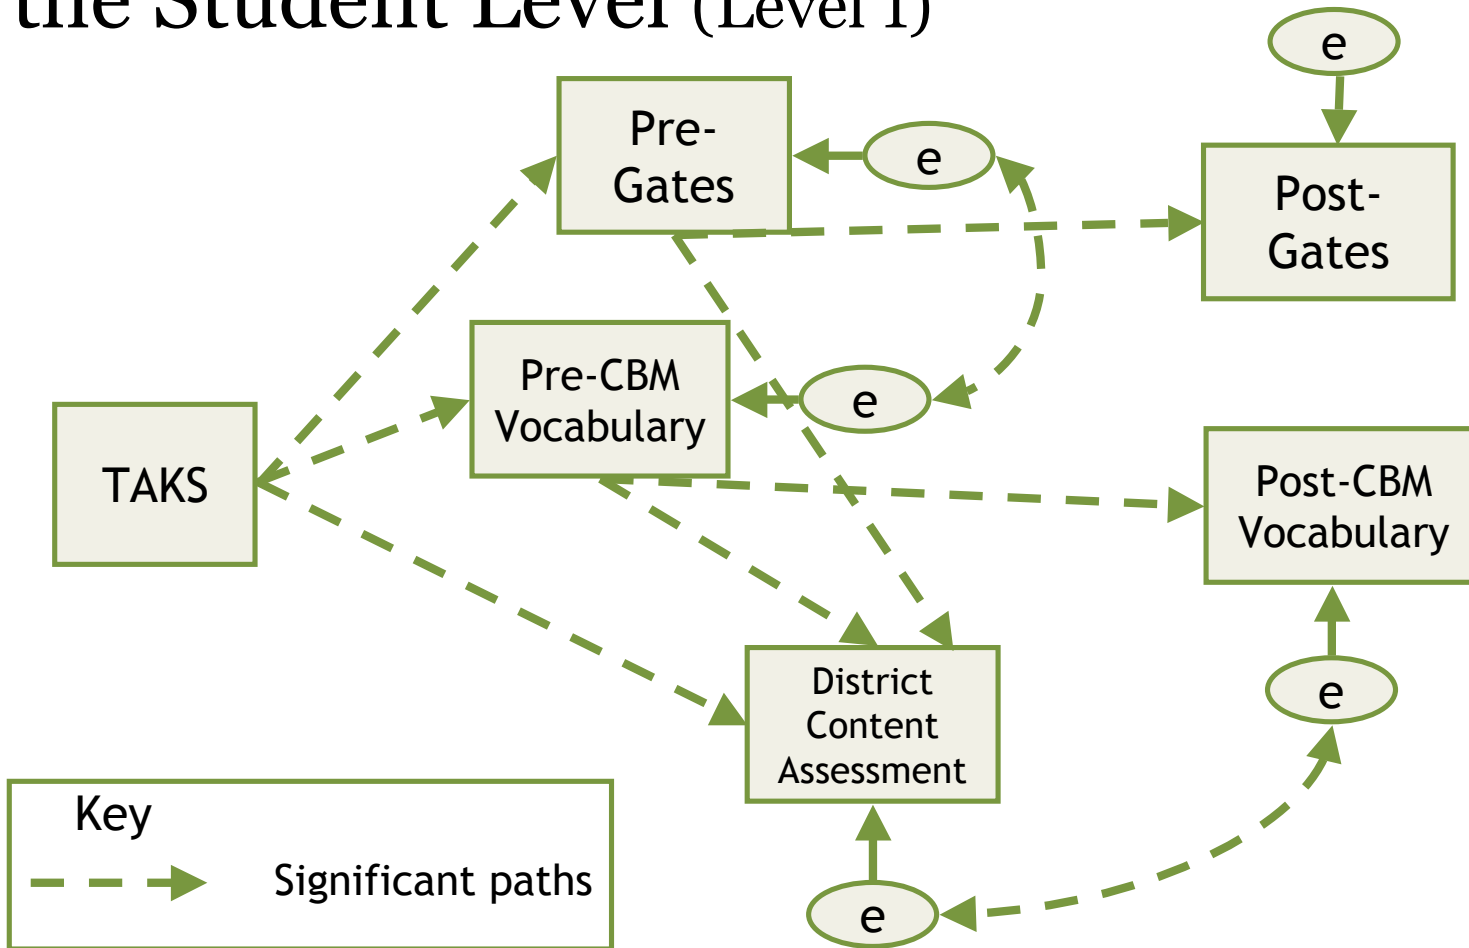 the Student Level (Level 1)
e
Pre-
Gates
e
Post-
Gates
Pre-CBM
Vocabulary
e
TAKS
Post-CBM
Vocabulary
District
Content
Assessment
e
Key
Significant paths
e